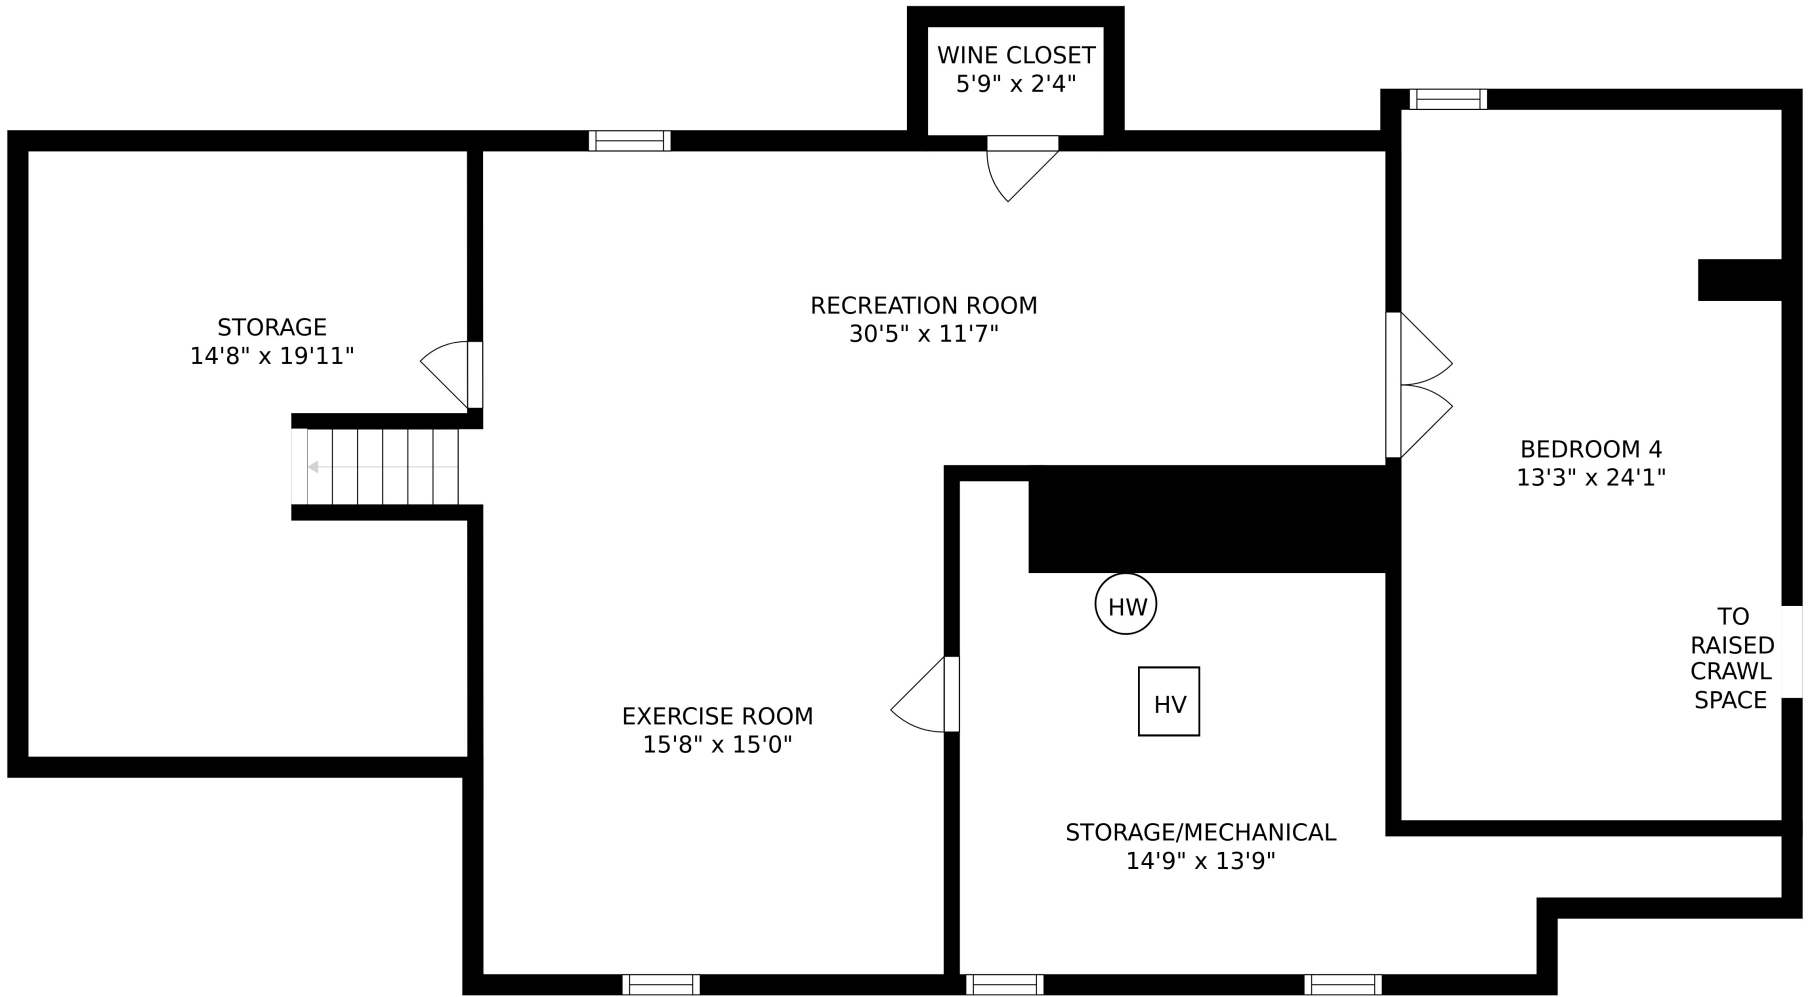 WINE CLOSET
5'9" x 2'4"
RECREATION ROOM
30'5" x 11'7"
STORAGE
14'8" x 19'11"
BEDROOM 4
13'3" x 24'1"
HW
TO
RAISED
CRAWL
SPACE
HV
EXERCISE ROOM
15'8" x 15'0"
STORAGE/MECHANICAL
14'9" x 13'9"